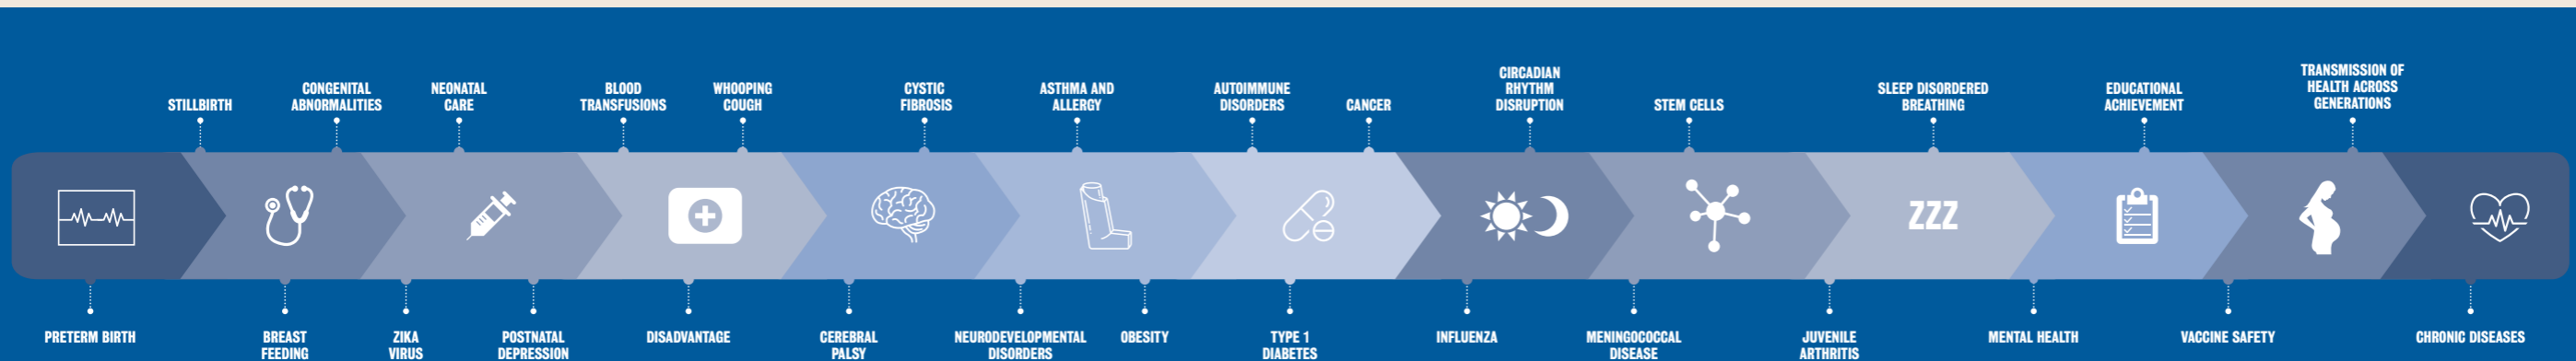 STILLBIRTH
CONGENITAL
ABNORMALITIES
NEONATAL
CARE
BLOOD
TRANSFUSIONS
WHOOPING
COUGH
CYSTIC
FIBROSIS
ASTHMA AND
ALLERGY
AUTOIMMUNE
DISORDERS
CANCER
CIRCADIAN
RHYTHM
DISRUPTION
STEM CELLS
SLEEP DISORDERED
BREATHING
EDUCATIONAL
ACHIEVEMENT
TRANSMISSION OF
HEALTH ACROSS
GENERATIONS
ZZZ
PRETERM BIRTH
BREAST
FEEDING
ZIKA
VIRUS
POSTNATAL
DEPRESSION
DISADVANTAGE
CEREBRAL
PALSY
NEURODEVELOPMENTAL
DISORDERS
OBESITY
TYPE 1
DIABETES
INFLUENZA
MENINGOCOCCAL
DISEASE
JUVENILE
ARTHRITIS
MENTAL HEALTH
VACCINE SAFETY
CHRONIC DISEASES